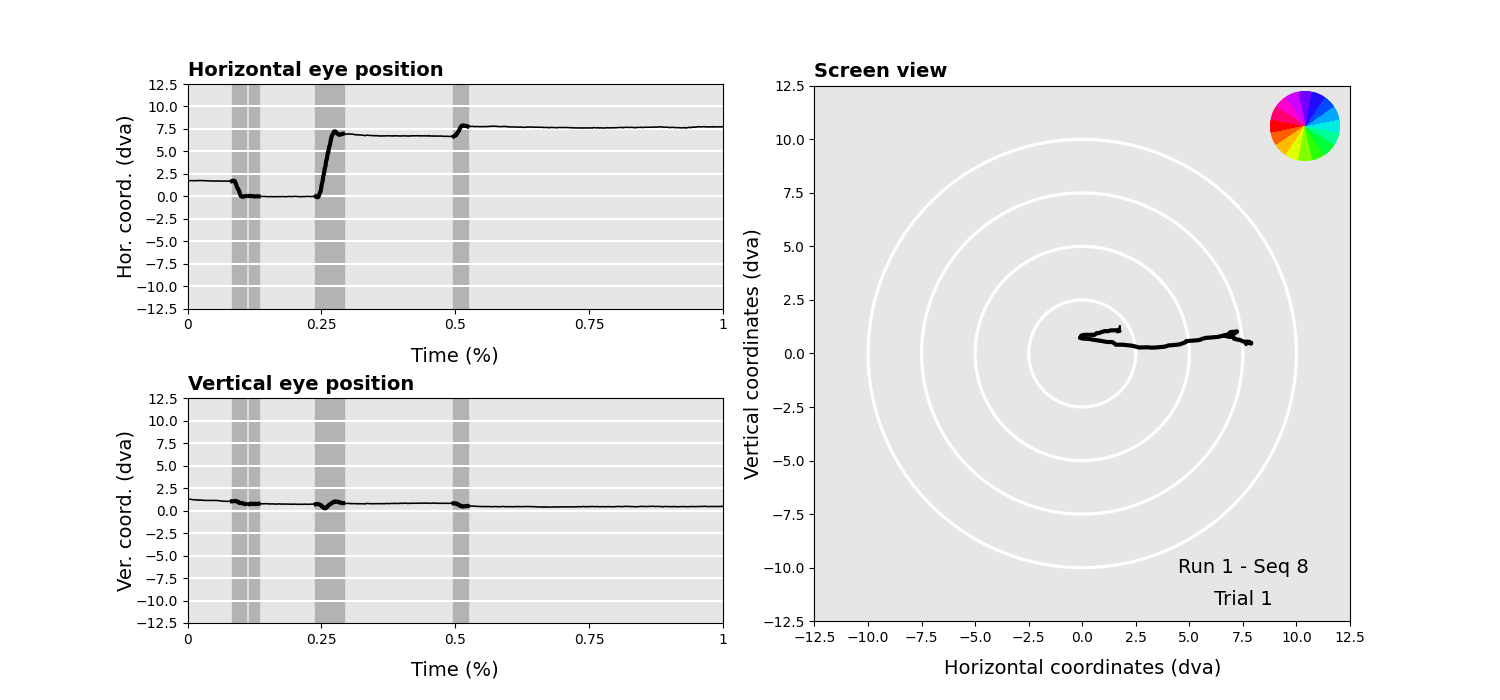 Horizontal eye position
Hor. coord. (dva)
12.5
10.0
7.5
5.0
2.5
0.0
−2.5
−5.0
−7.5
−10.0
−12.5
0 0.25 0.5 0.75 1
Time (%)
Vertical eye position
Ver. coord. (dva)
12.5
10.0
7.5
5.0
2.5
0.0
−2.5
−5.0
−7.5
−10.0
−12.5
0 0.25 0.5 0.75 1
Time (%)
Screen view
Vertical coordinates (dva)
12.5
10.0
7.5
5.0
2.5
0.0
−2.5
−5.0
−7.5
−10.0
−12.5
Run 1 - Seq 8
Trial 1
−12.5 −10.0 −7.5 −5.0 −2.5 0.0 2.5 5.0 7.5 10.0 12.5
Horizontal coordinates (dva)